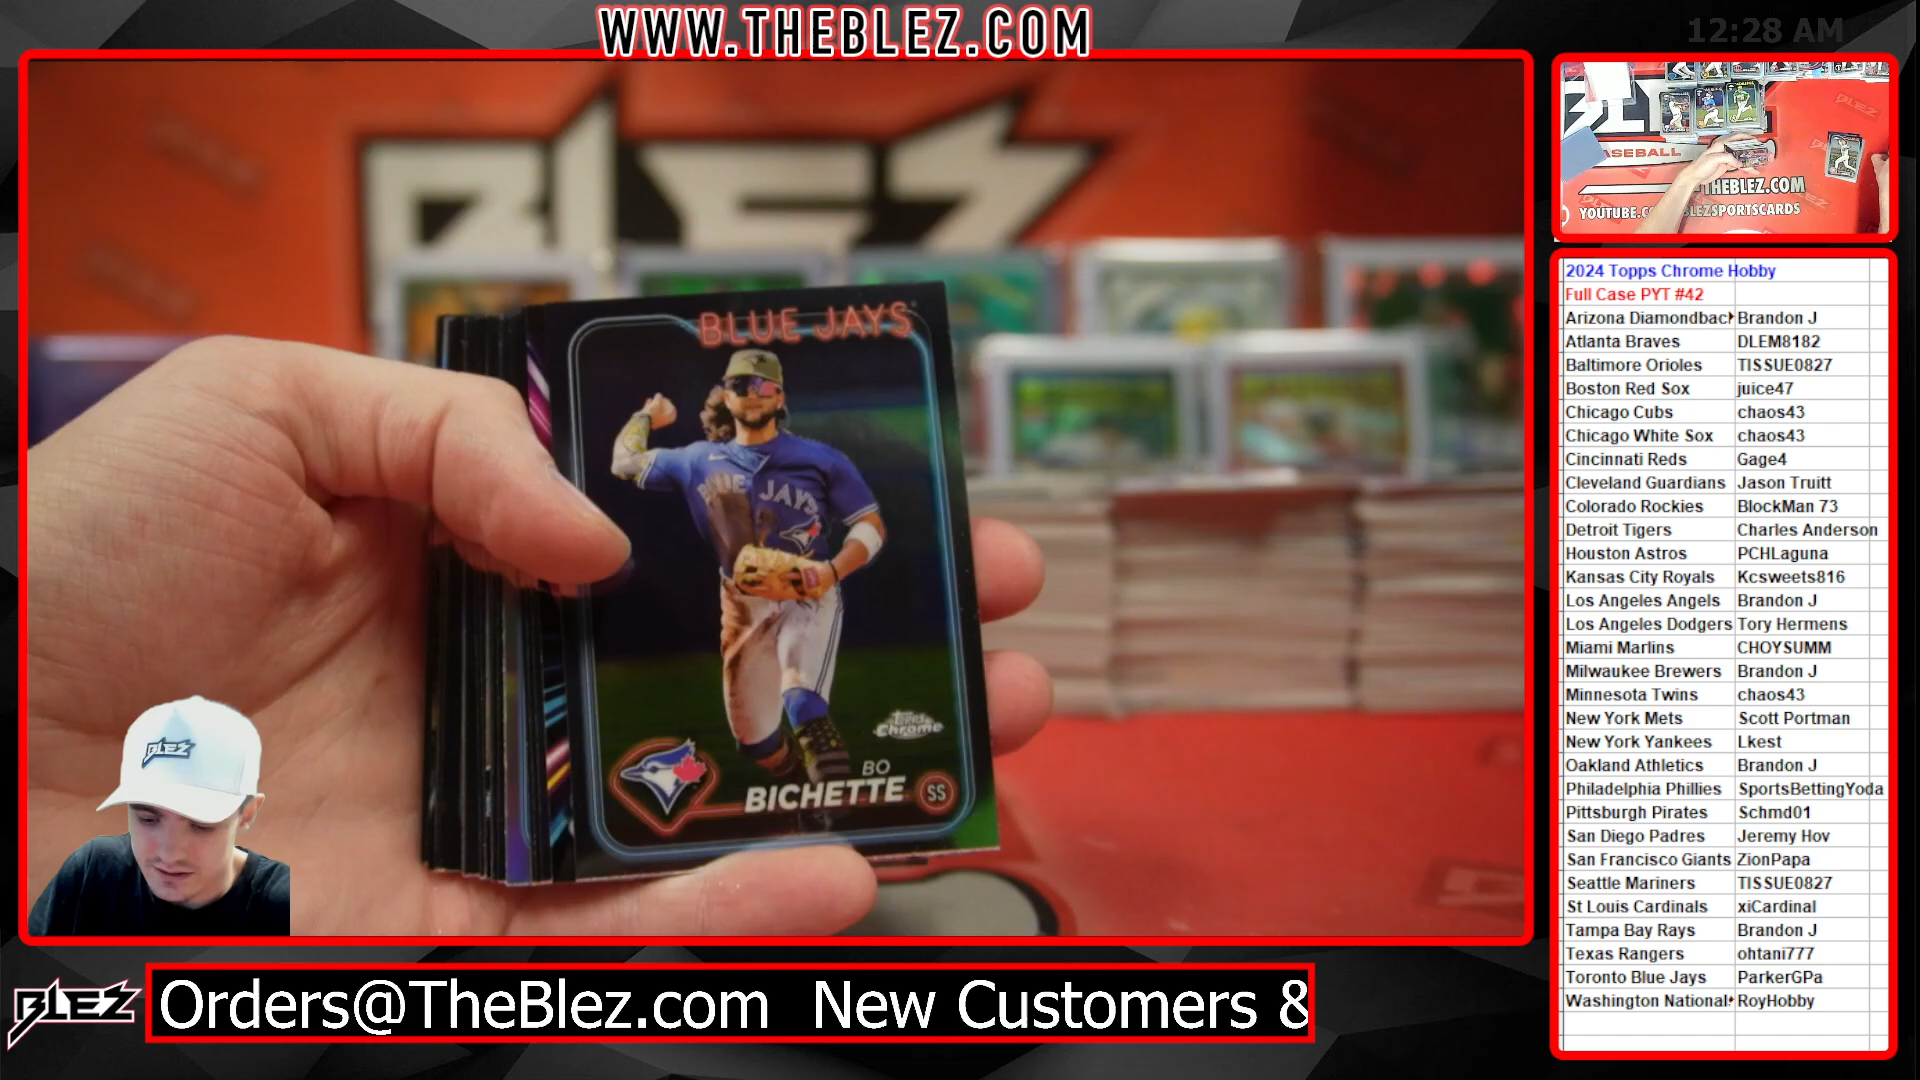 WWW.THEBLEZ.COM
12:28 AM
BLEZ
BLUE JAYS
BLUE JAYS
Topps Chrome
BO
BICHETTE SS
BLEZ
ASEBALL
THEBLEZ.COM
YOUTUBE.C
LEZSPORTSCARDS
BLEZ
2024 Topps Chrome Hobby
Full Case PYT #42
Arizona Diamondbac Brandon J
Atlanta Braves DLEM8182
Baltimore Orioles TISSUE0827
Boston Red Sox juice47
Chicago Cubs chaos43
Chicago White Sox chaos43
Cincinnati Reds Gage4
Cleveland Guardians Jason Truitt
Colorado Rockies BlockMan 73
Detroit Tigers Charles Anderson
Houston Astros PCHLaguna
Kansas City Royals Kcsweets816
Los Angeles Angels Brandon J
Los Angeles Dodgers Tory Hermens
Miami Marlins CHOYSUMM
Milwaukee Brewers Brandon J
Minnesota Twins chaos43
New York Mets Scott Portman
New York Yankees Lkest
Oakland Athletics Brandon J
Philadelphia Phillies SportsBettingYoda
Pittsburgh Pirates Schmd01
San Diego Padres Jeremy Hov
San Francisco Giants ZionPapa
Seattle Mariners TISSUE0827
St Louis Cardinals xiCardinal
Tampa Bay Rays Brandon J
Texas Rangers ohtani777
Toronto Blue Jays ParkerGPa
Washington National RoyHobby
BLEZ
Orders@TheBlez.com New Customers &